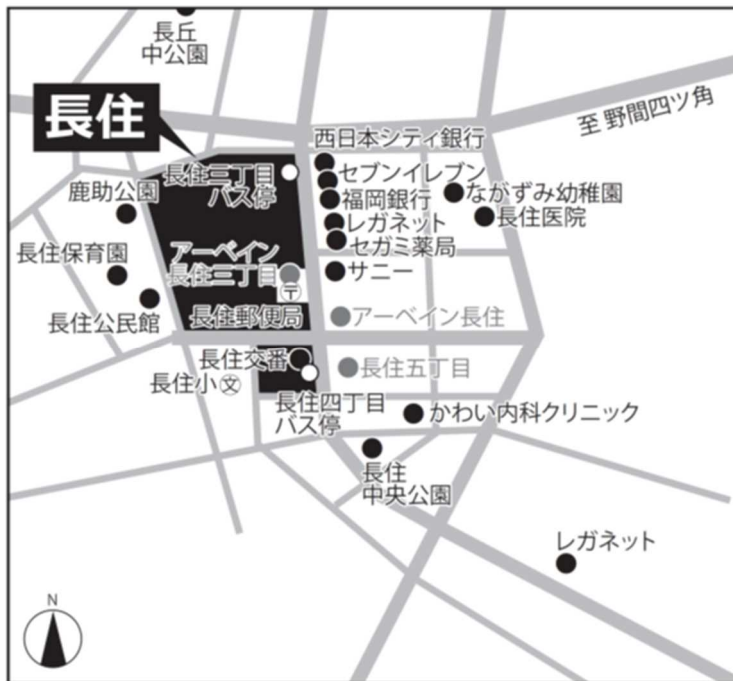 長丘
中公園
長住
至 野間四ツ角
西日本シティ銀行
長住三丁目
バス停
セブンイレブン
鹿助公園
福岡銀行
ながずみ幼稚園
レガネット
長住医院
セガミ薬局
長住保育園
アーベイン
長住三丁目
サニー
〒
長住公民館
長住郵便局
アーベイン長住
長住交番
長住五丁目
長住小 文
長住四丁目
バス停
かわい内科クリニック
長住
中央公園
レガネット
N